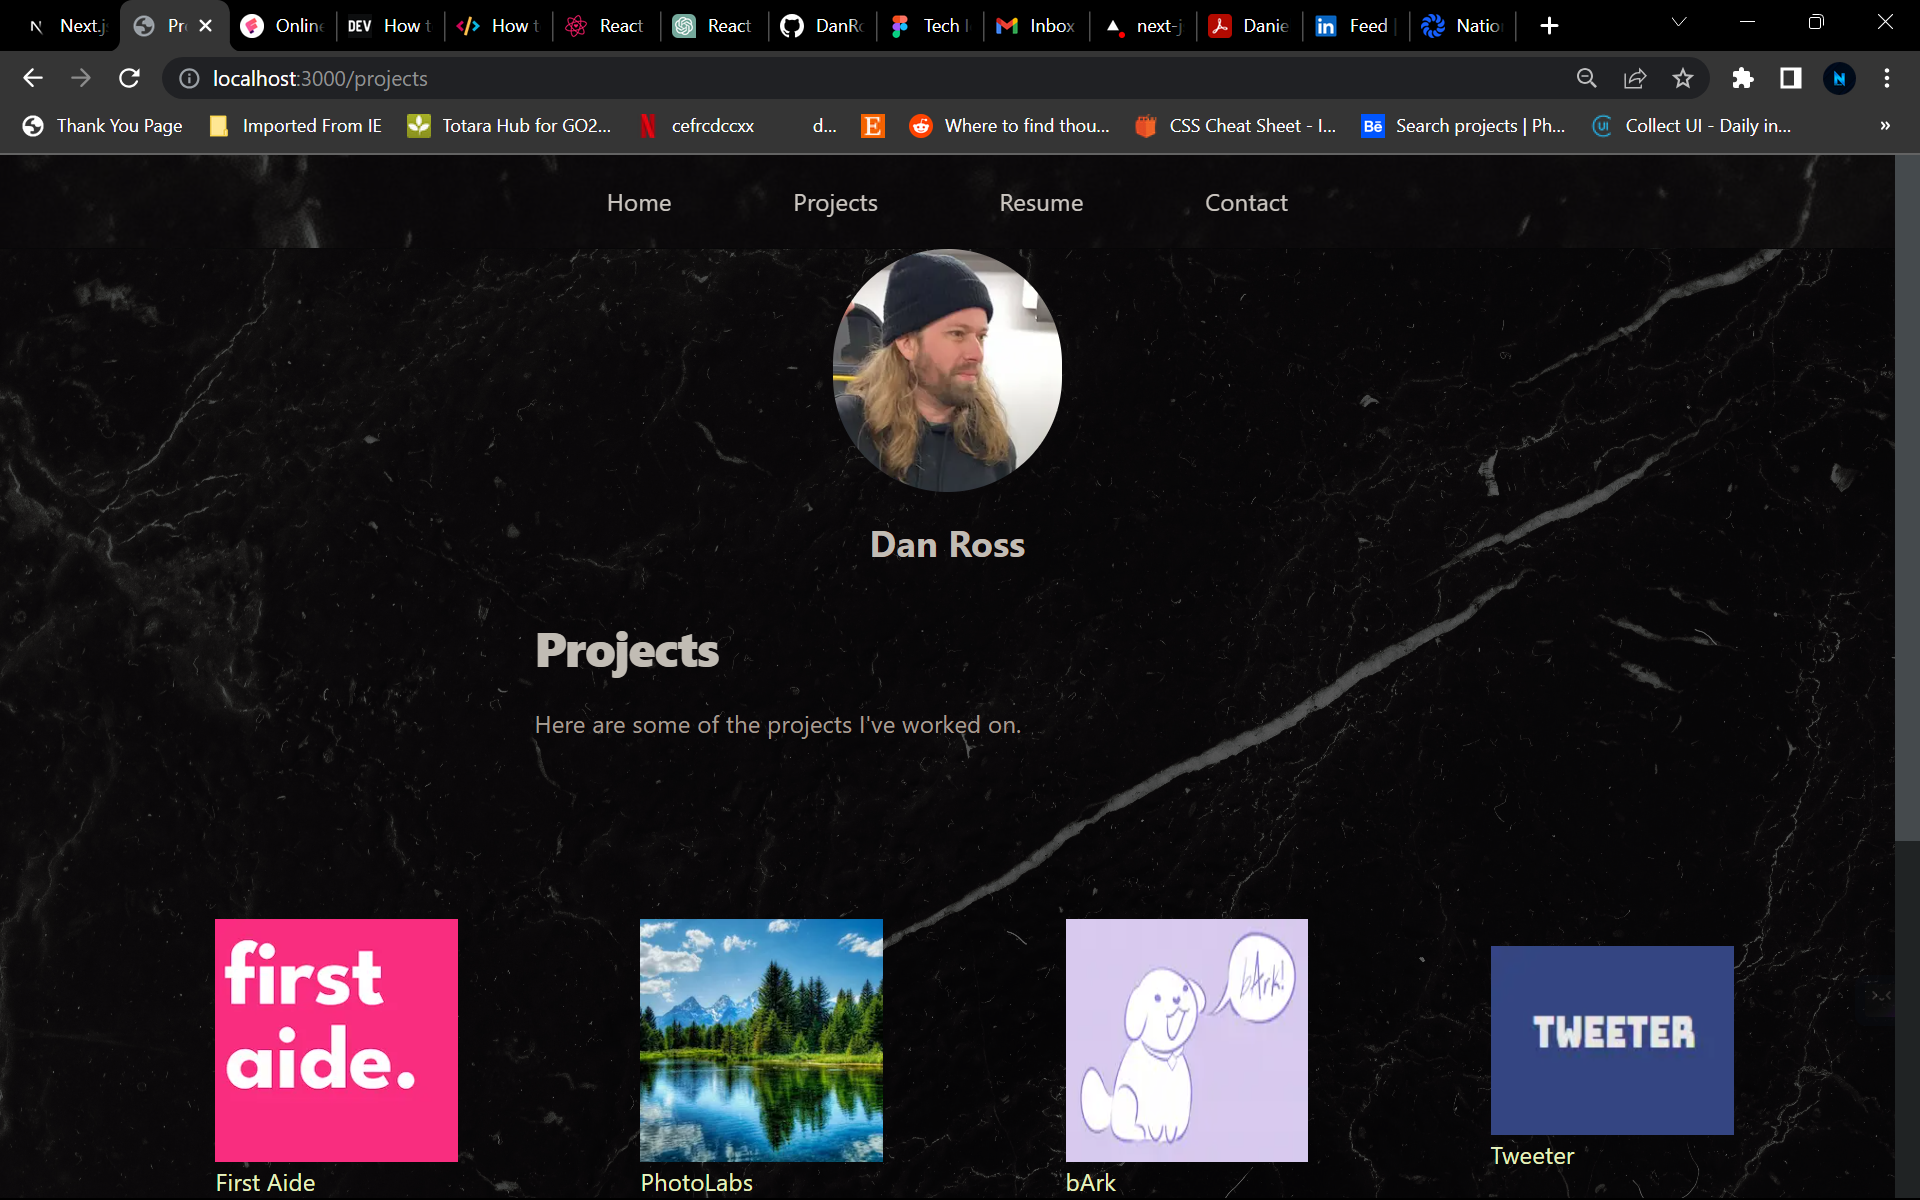 Next.j
Pr
Online
DEV How t
How t
React
React
DanRo
Tech I
Inbox
next-j
Danie
Feed
Natio
localhost:3000/projects
Thank You Page
Imported From IE
Totara Hub for GO2...
cefrcdccxx
d...
Where to find thou...
CSS Cheat Sheet - I...
Bē Search projects | Ph...
Collect UI - Daily in...
Home
Projects
Resume
Contact
Dan Ross
Projects
Here are some of the projects I've worked on.
first
aide.
bArk!
TWEETER
First Aide
PhotoLabs
bArk
Tweeter